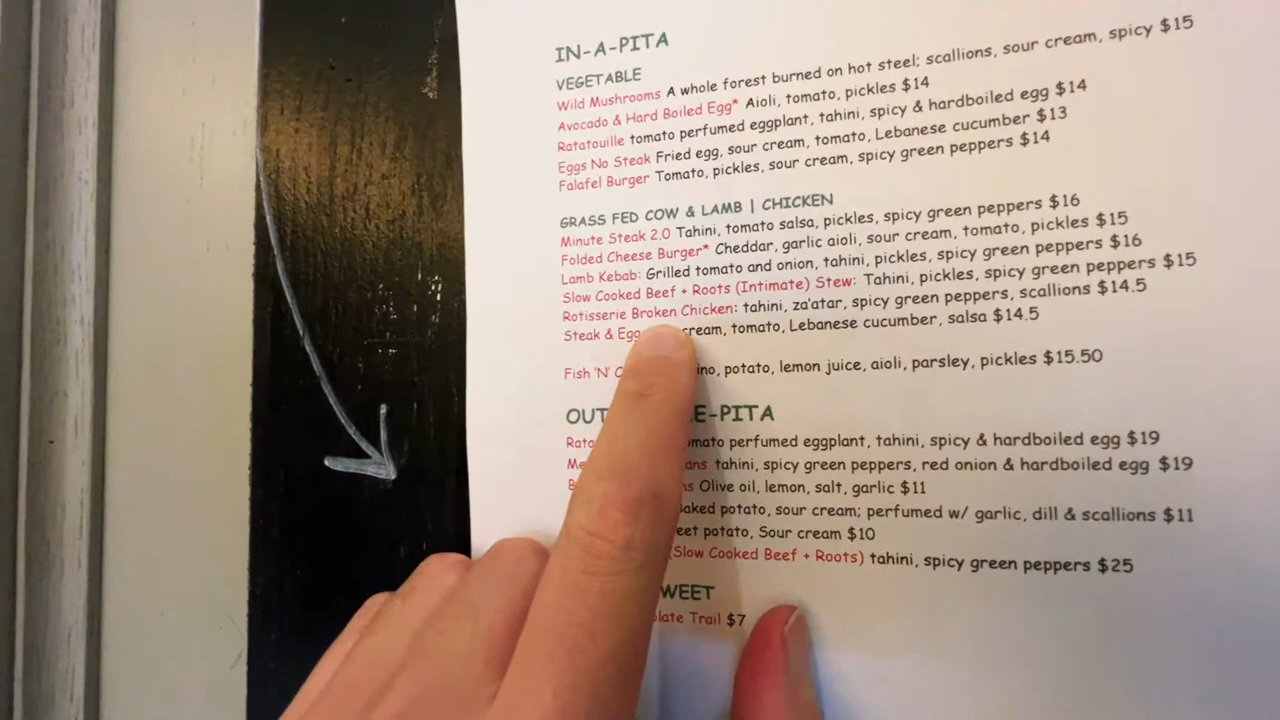 IN-A-PITA
VEGETABLE
Wild Mushrooms A whole forest burned on hot steel; scallions, sour cream, spicy $15
Avocado & Hard Boiled Egg* Aioli, tomato, pickles $14
Ratatouille tomato perfumed eggplant, tahini, spicy & hardboiled egg $14
Eggs No Steak Fried egg, sour cream, tomato, Lebanese cucumber $13
Falafel Burger Tomato, pickles, sour cream, spicy green peppers $14
GRASS FED COW & LAMB | CHICKEN
Minute Steak 2.0 Tahini, tomato salsa, pickles, spicy green peppers $16
Folded Cheese Burger* Cheddar, garlic aioli, sour cream, tomato, pickles $15
Lamb Kebab: Grilled tomato and onion, tahini, pickles, spicy green peppers $16
Slow Cooked Beef + Roots (Intimate) Stew: Tahini, pickles, spicy green peppers $15
Rotisserie Broken Chicken: tahini, za'atar, spicy green peppers, scallions $14.5
Steak & Egg cream, tomato, Lebanese cucumber, salsa $14.5
Fish 'N' potato, lemon juice, aioli, parsley, pickles $15.50
OUT E-PITA
perfumed eggplant, tahini, spicy & hardboiled egg $19
tahini, spicy green peppers, red onion & hardboiled egg $19
Olive oil, lemon, salt, garlic $11
Baked potato, sour cream; perfumed w/ garlic, dill & scallions $11
potato, Sour cream $10
(Slow Cooked Beef + Roots) tahini, spicy green peppers $25
WEET
Trail $7